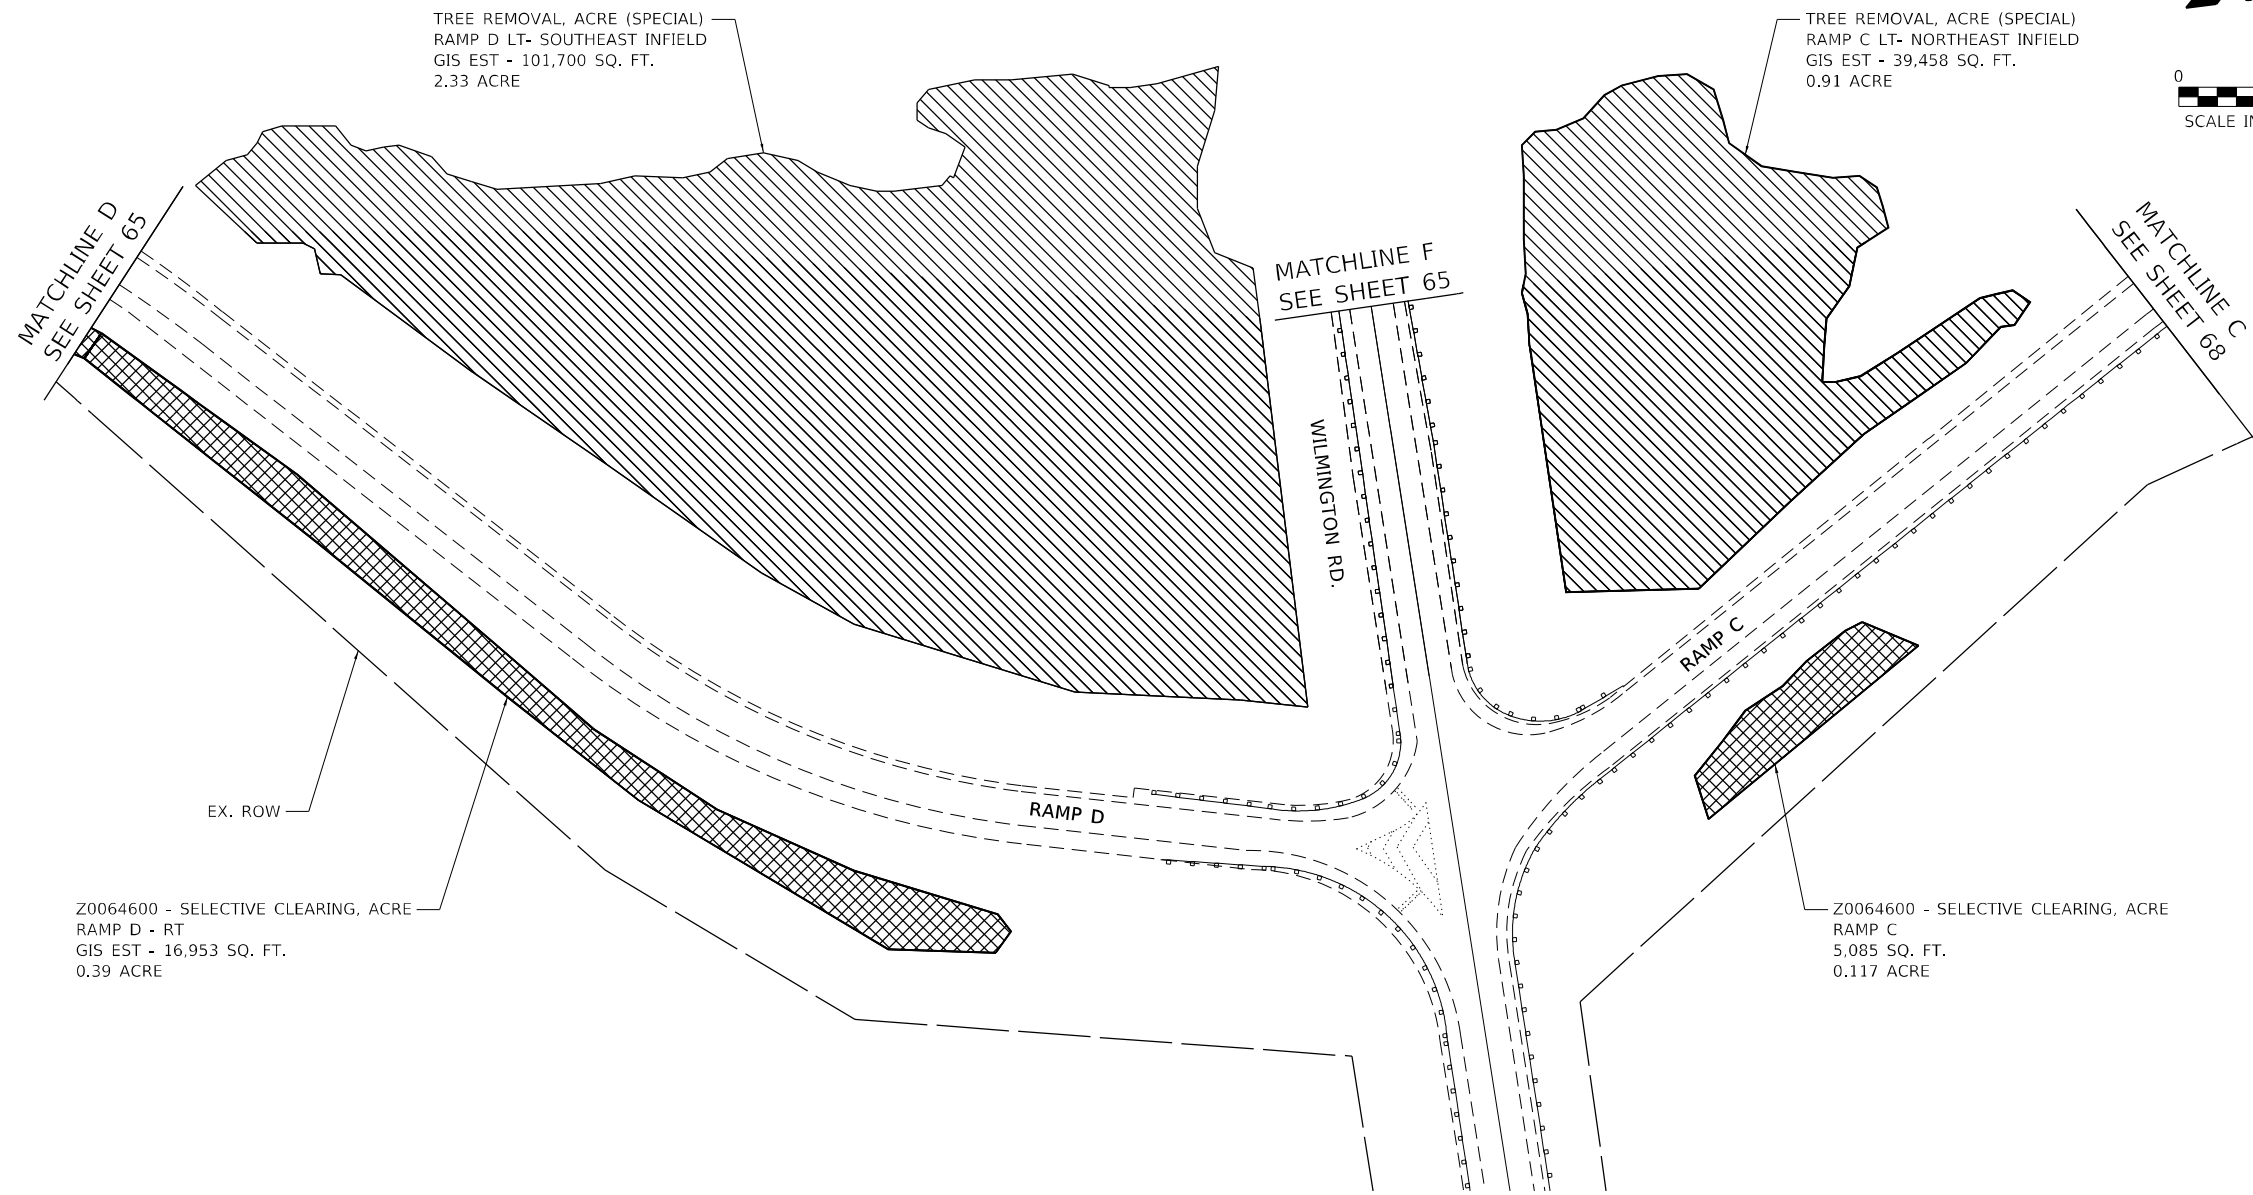 TREE REMOVAL, ACRE (SPECIAL)
RAMP D LT- SOUTHEAST INFIELD
GIS EST - 101,700 SQ. FT.
2.33 ACRE
TREE REMOVAL, ACRE (SPECIAL)
RAMP C LT- NORTHEAST INFIELD
GIS EST - 39,458 SQ. FT.
0.91 ACRE
0
SCALE
MATCHLINE D
SEE SHEET 65
MATCHLINE F
SEE SHEET 65
MATCHLINE C
SEE SHEET 68
WILMINGTON RD.
RAMP C
RAMP D
EX. ROW
Z0064600 - SELECTIVE CLEARING, ACRE
RAMP D - RT
GIS EST - 16,953 SQ. FT.
0.39 ACRE
Z0064600 - SELECTIVE CLEARING, ACRE
RAMP C
5,085 SQ. FT.
0.117 ACRE